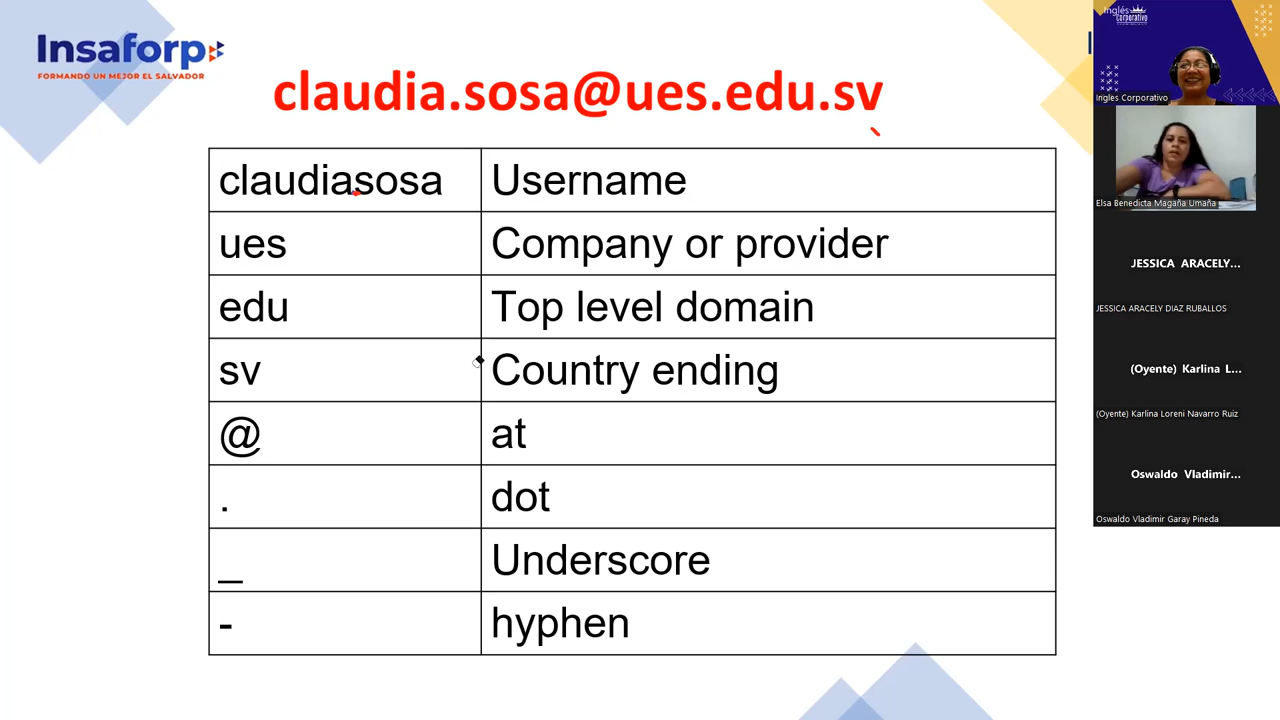 Insaforp
FORMANDO UN MEJOR EL SALVADOR
claudia.sosa@ues.edu.sv
claudiasosa Username
ues Company or provider
edu Top level domain
sv Country ending
@ at
. dot
_ Underscore
- hyphen
Inglés
Corporativo
Ingles Corporativo
Elsa Benedicta Magaña Umaña
JESSICA ARACELY...
JESSICA ARACELY DIAZ RUBALLOS
(Oyente) Karlina L...
(Oyente) Karlina Loreni Navarro Ruiz
Oswaldo Vladimir...
Oswaldo Vladimir Garay Pineda